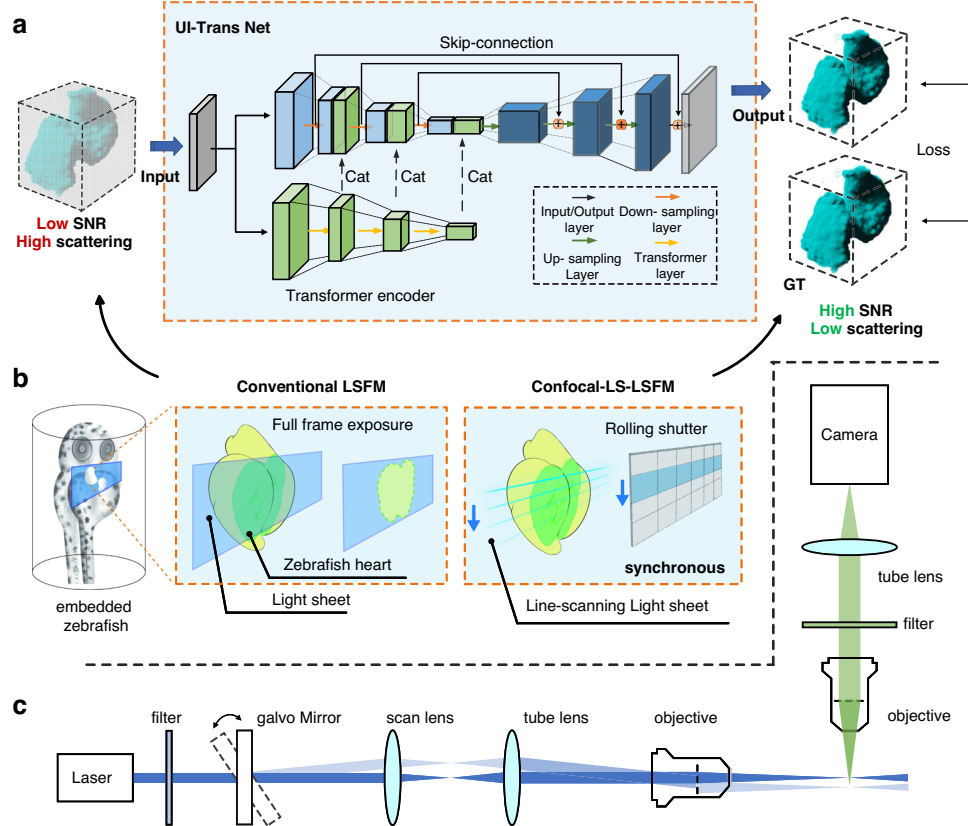 a
UI-Trans Net
Skip-connection
Input
Output
Loss
Cat
Cat
Cat
Low SNR
High scattering
Input/Output
layer
Down- sampling
layer
Up- sampling
Layer
Transformer
layer
Transformer encoder
GT
High SNR
Low scattering
b
Conventional LSFM
Confocal-LS-LSFM
Full frame exposure
Rolling shutter
Zebrafish heart
Light sheet
synchronous
Line-scanning Light sheet
embedded
zebrafish
Camera
tube lens
filter
objective
c
filter
galvo Mirror
scan lens
tube lens
objective
Laser